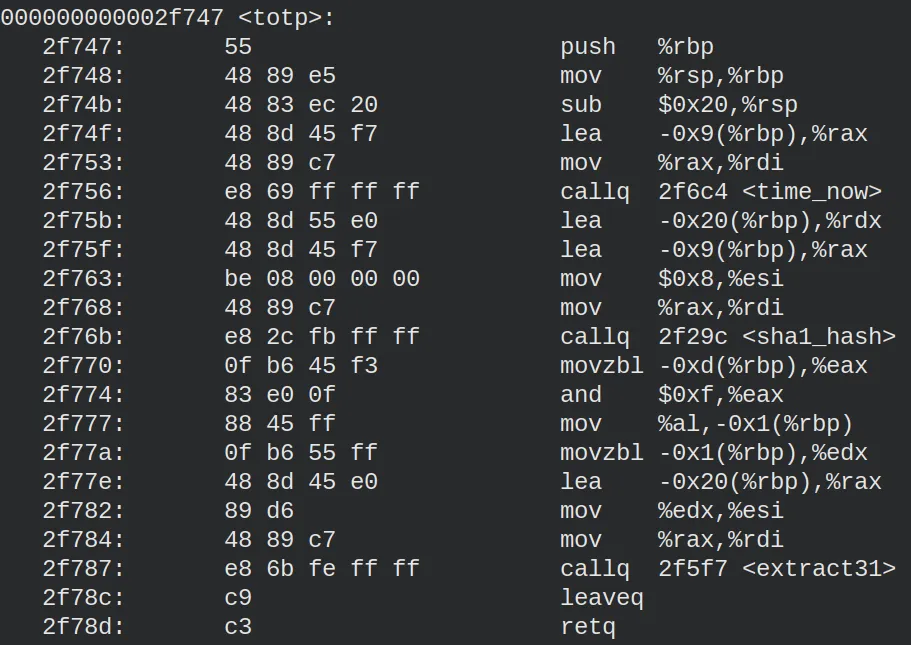 000000000002f747 <totp>:
2f747: 55 push %rbp
2f748: 48 89 e5 mov %rsp,%rbp
2f74b: 48 83 ec 20 sub $0x20,%rsp
2f74f: 48 8d 45 f7 lea -0x9(%rbp),%rax
2f753: 48 89 c7 mov %rax,%rdi
2f756: e8 69 ff ff ff callq 2f6c4 <time_now>
2f75b: 48 8d 55 e0 lea -0x20(%rbp),%rdx
2f75f: 48 8d 45 f7 lea -0x9(%rbp),%rax
2f763: be 08 00 00 00 mov $0x8,%esi
2f768: 48 89 c7 mov %rax,%rdi
2f76b: e8 2c fb ff ff callq 2f29c <sha1_hash>
2f770: 0f b6 45 f3 movzbl -0xd(%rbp),%eax
2f774: 83 e0 0f and $0xf,%eax
2f777: 88 45 ff mov %al,-0x1(%rbp)
2f77a: 0f b6 55 ff movzbl -0x1(%rbp),%edx
2f77e: 48 8d 45 e0 lea -0x20(%rbp),%rax
2f782: 89 d6 mov %edx,%esi
2f784: 48 89 c7 mov %rax,%rdi
2f787: e8 6b fe ff ff callq 2f5f7 <extract31>
2f78c: c9 leaveq
2f78d: c3 retq